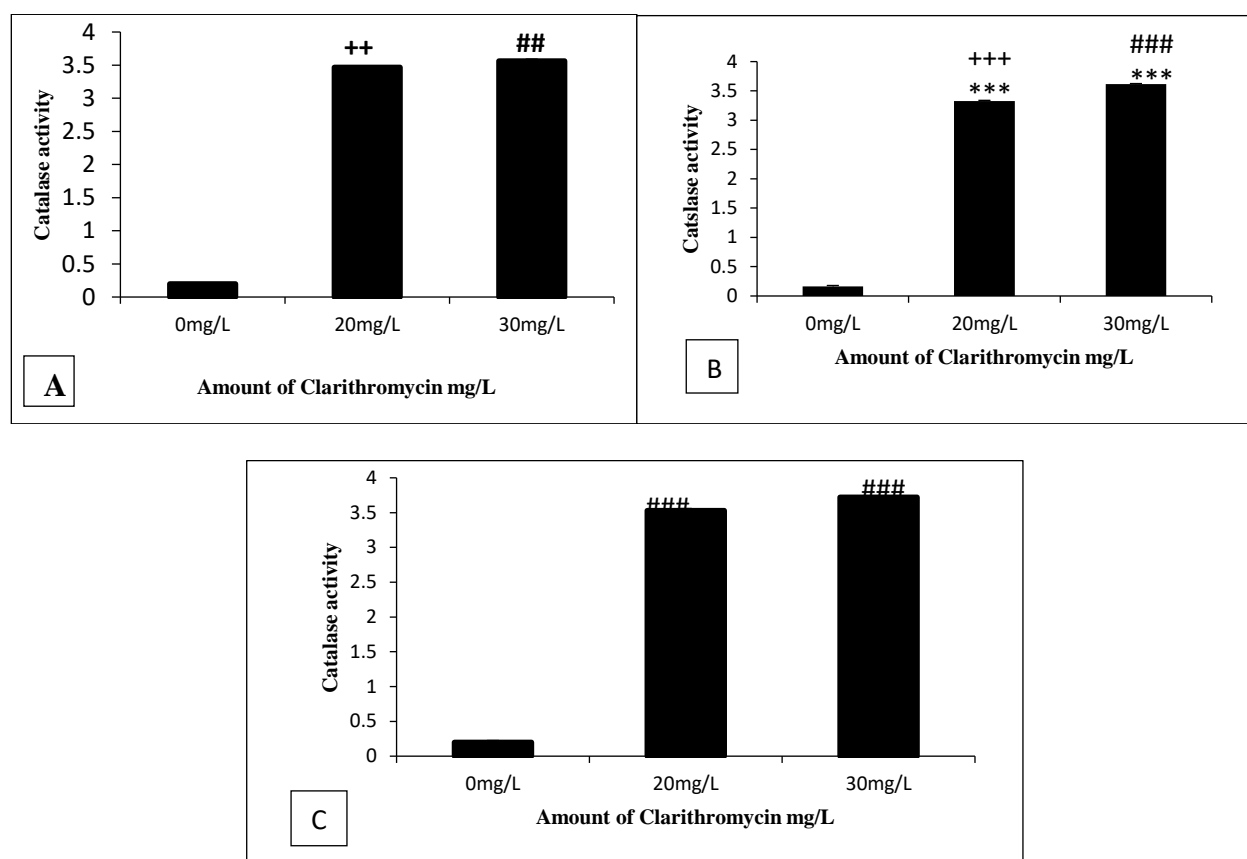 4
3.5
3
2.5
2
1.5
1
0.5
0
Catalase activity
++
##
0mg/L 20mg/L 30mg/L
Amount of Clarithromycin mg/L
A
4
3.5
3
2.5
2
1.5
1
0.5
0
Catslase activity
+++
***
###
***
0mg/L 20mg/L 30mg/L
Amount of Clarithromycin mg/L
B
4
3.5
3
2.5
2
1.5
1
0.5
0
Catalase activity
###
###
0mg/L 20mg/L 30mg/L
Amount of Clarithromycin mg/L
C